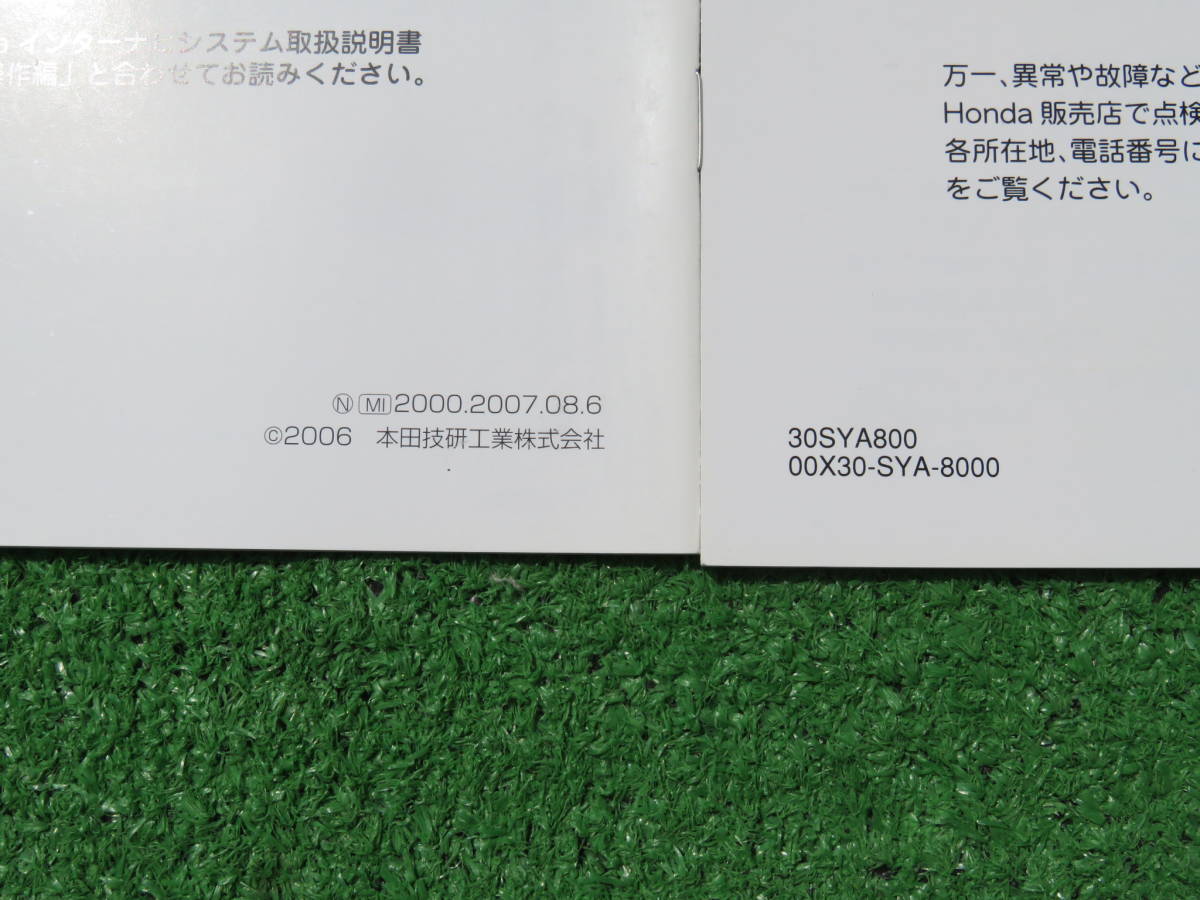 インターナビシステム取扱説明書
作編」と合わせてお読みください。
Ⓝ MI 2000.2007.08.6
©2006 本田技研工業株式会社
万一、異常や故障など
Honda 販売店で点検
各所在地、電話番号に
をご覧ください。
30SYA800
00X30-SYA-8000